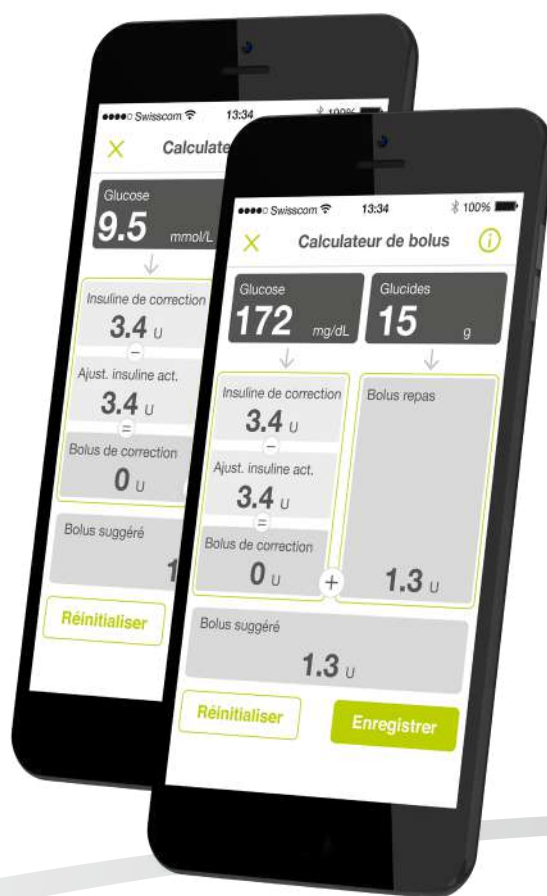 ●●●●○ Swisscom 13:34 100%
Calculate
Glucose
9.5 mmol/L
Insuline de correction
3.4 U
−
Ajust. insuline act.
3.4 U
=
Bolus de correction
0 U
Bolus suggéré
1
Réinitialiser
●●●●○ Swisscom 13:34 100%
Calculateur de bolus
Glucose Glucides
172 mg/dL 15 g
Insuline de correction Bolus repas
3.4 U
−
Ajust. insuline act.
3.4 U
=
Bolus de correction
0 U + 1.3 U
Bolus suggéré
1.3 U
Réinitialiser Enregistrer